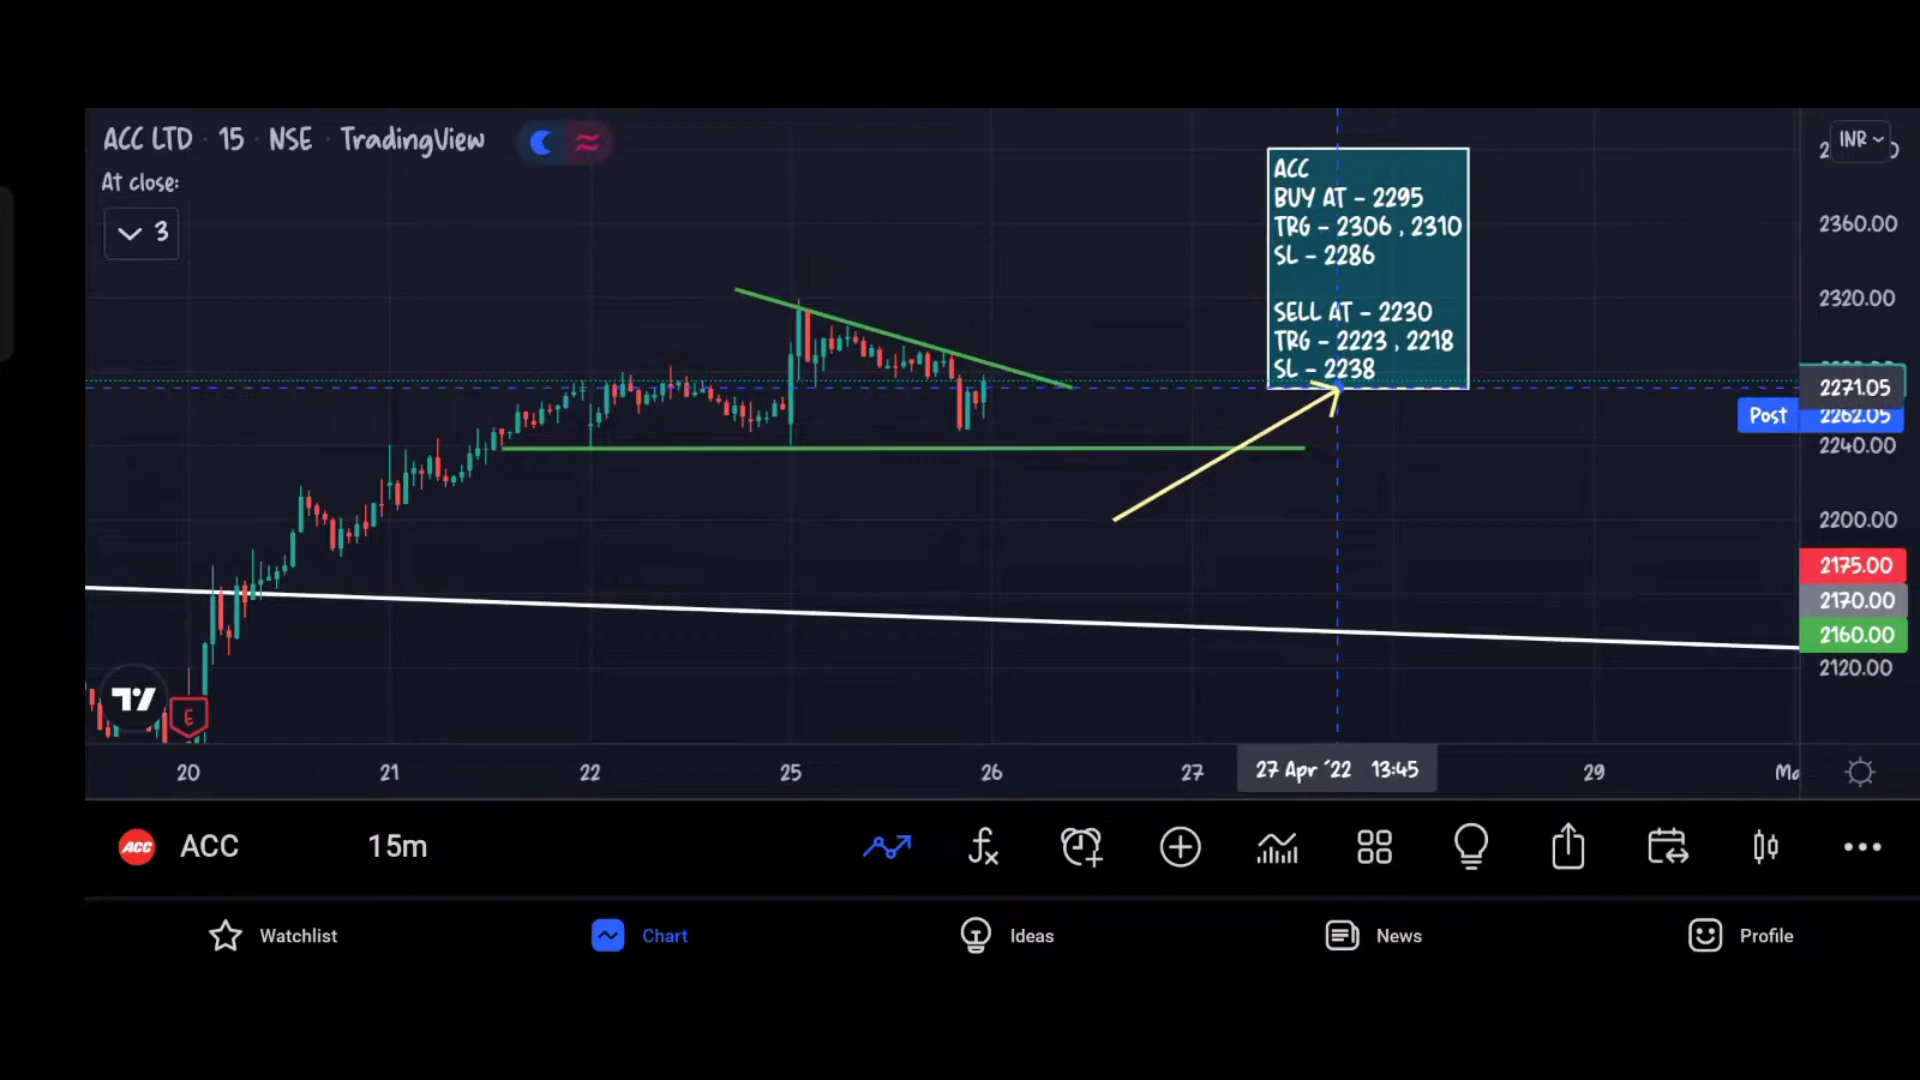 ACC LTD · 15 · NSE · TradingView
At close:
3
INR
ACC
BUY AT - 2295
TRG - 2306 , 2310
SL - 2286
SELL AT - 2230
TRG - 2223 , 2218
SL - 2238
2360.00
2320.00
2271.05
Post 2262.05
2240.00
2200.00
2175.00
2170.00
2160.00
2120.00
E
20 21 22 25 26 27 27 Apr '22 13:45 29
ACC ACC 15m
Watchlist Chart Ideas News Profile